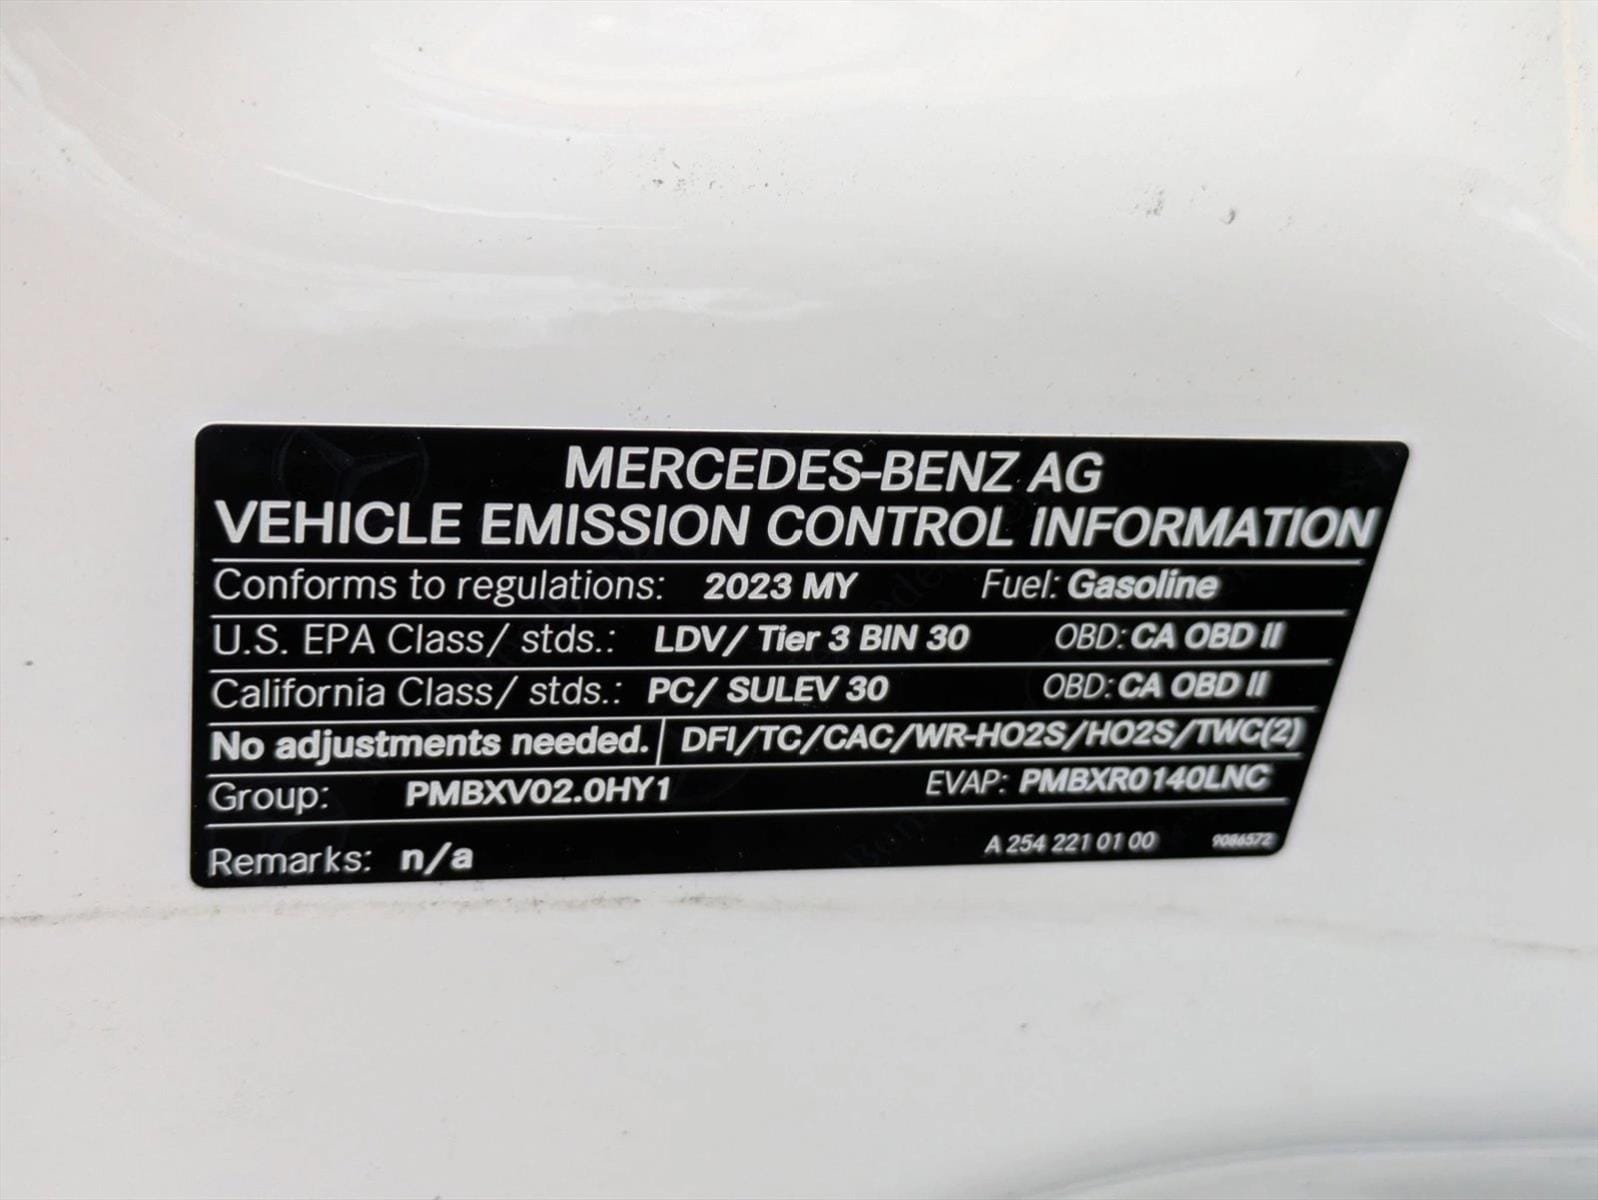 MERCEDES-BENZ AG
VEHICLE EMISSION CONTROL INFORMATION
Conforms to regulations: 2023 MY Fuel: Gasoline
U.S. EPA Class/ stds.: LDV/ Tier 3 BIN 30 OBD: CA OBD II
California Class/ stds.: PC/ SULEV 30 OBD: CA OBD II
No adjustments needed. DFI/TC/CAC/WR-HO2S/HO2S/TWC(2)
Group: PMBXV02.0HY1 EVAP: PMBXR0140LNC
Remarks: n/a A 254 221 01 00 9086572